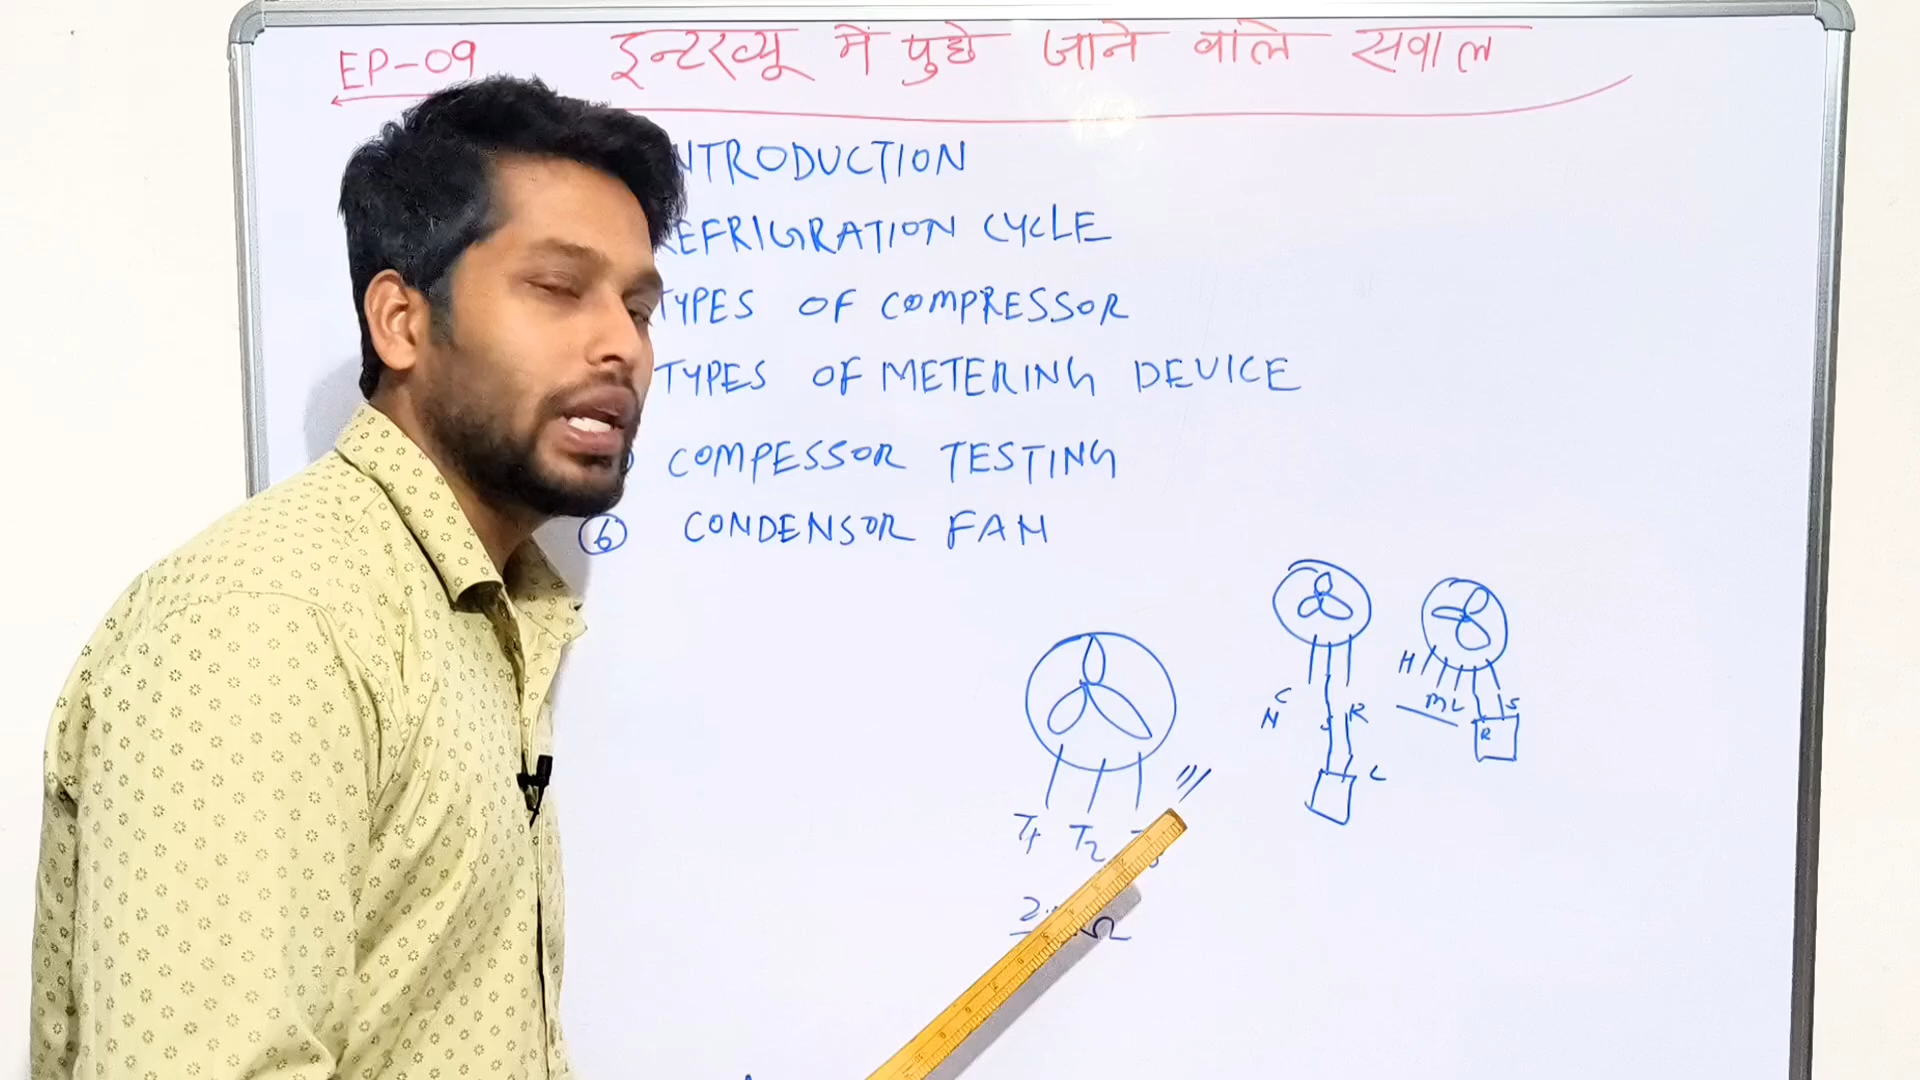 EP-09 इन्टरव्यू में पुछे जाने वाले सवाल
NTRODUCTION
EFRIGRATION CYCLE
TYPES OF COMPRESSOR
TYPES OF METERING DEVICE
COMPESSOR TESTING
6 CONDENSOR FAN
H
M L S
C R
N S
R
C
T1 T2
2 Ω